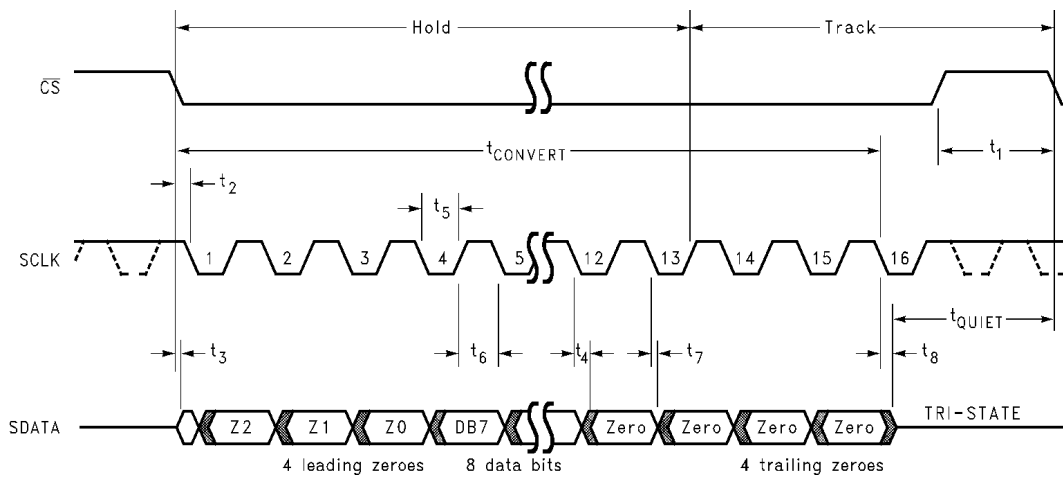 Hold Track
CS
tCONVERT t1
t2
t5
SCLK 1 2 3 4 5 12 13 14 15 16
tQUIET
t3 t6 t4 t7 t8
SDATA Z2 Z1 Z0 DB7 Zero Zero Zero Zero TRI-STATE
4 leading zeroes 8 data bits 4 trailing zeroes